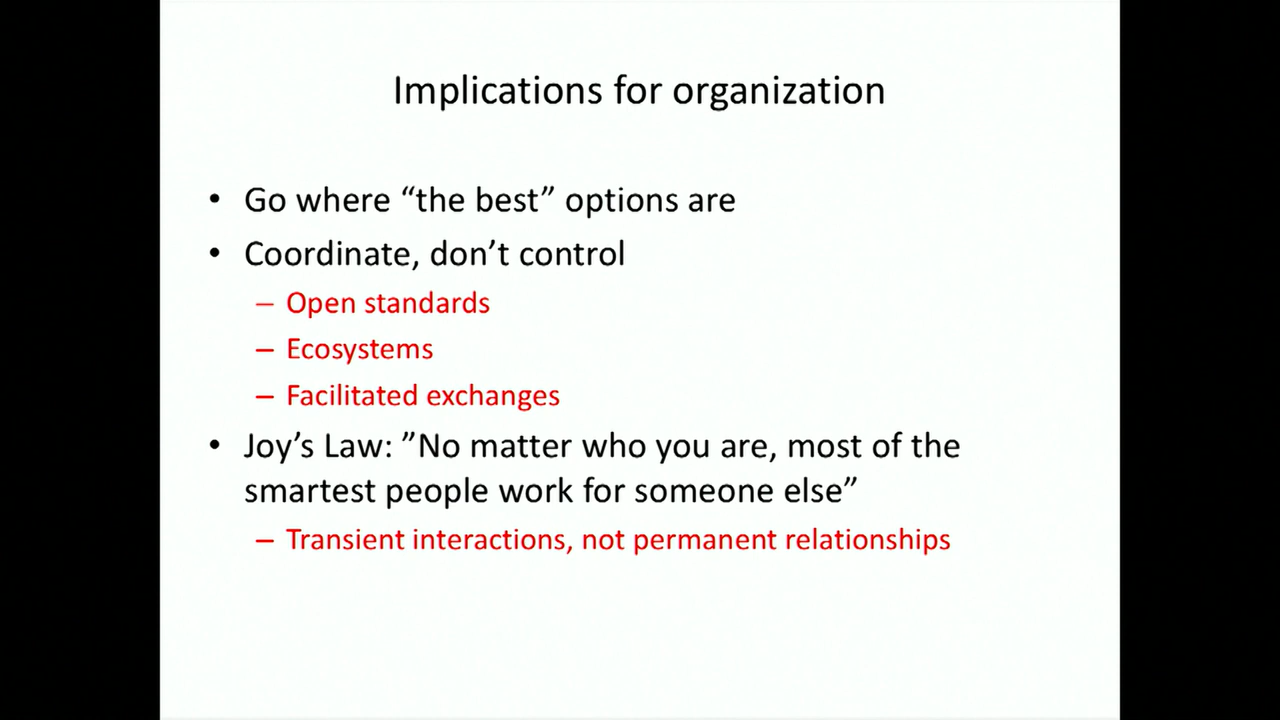 Implications for organization
• Go where “the best” options are
• Coordinate, don’t control
– Open standards
– Ecosystems
– Facilitated exchanges
• Joy’s Law: ”No matter who you are, most of the
smartest people work for someone else”
– Transient interactions, not permanent relationships